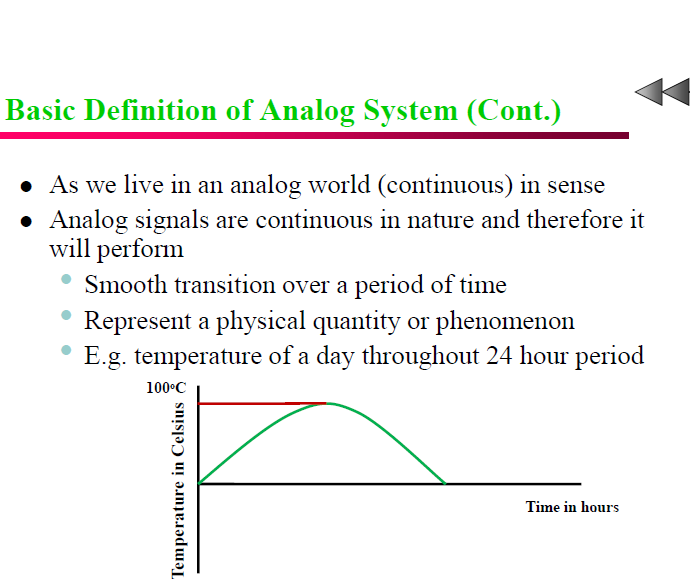 Basic Definition of Analog System (Cont.)
● As we live in an analog world (continuous) in sense
● Analog signals are continuous in nature and therefore it
will perform
• Smooth transition over a period of time
• Represent a physical quantity or phenomenon
• E.g. temperature of a day throughout 24 hour period
100°C
Temperature in Celsius
Time in hours